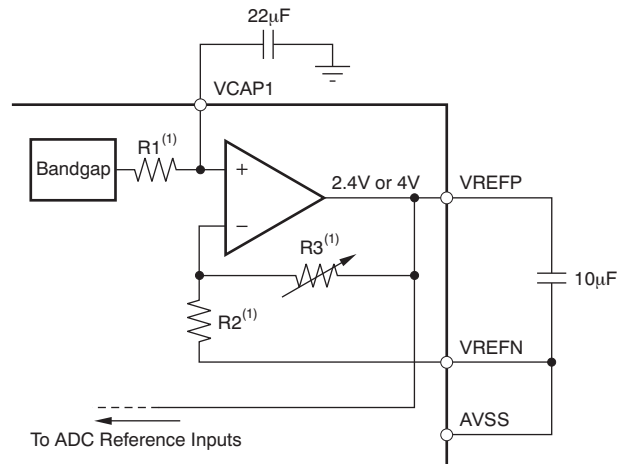 22μF
VCAP1
R1(1)
Bandgap
+
2.4V or 4V
VREFP
−
R3(1)
10μF
R2(1)
VREFN
AVSS
To ADC Reference Inputs